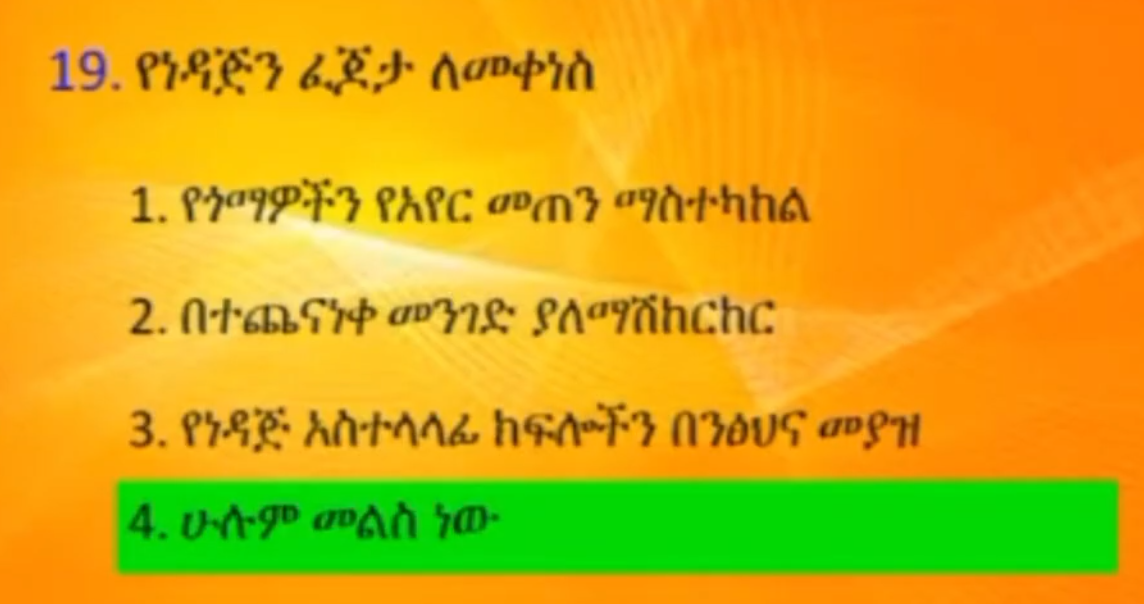 19. የነዳጅን ፈጆታ ለመቀነስ
1. የጎማዎችን የአየር መጠን ማስተካከል
2. በተጨናነቀ መንገድ ያለማሽከርከር
3. የነዳጅ አስተላላፊ ክፍሎችን በንፅህና መያዝ
4. ሁሉም መልስ ነው